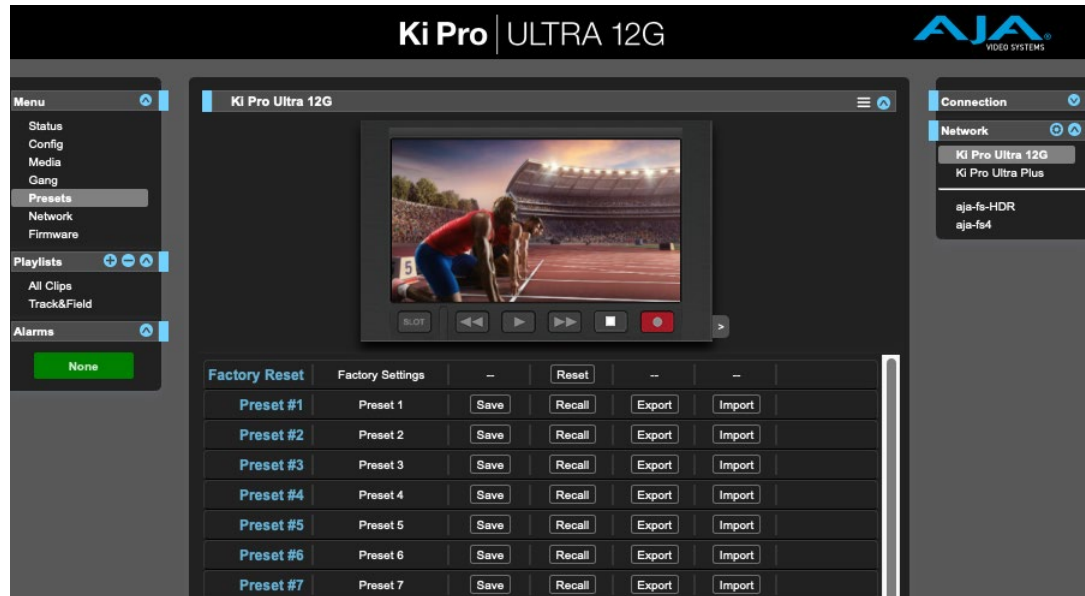 Ki Pro ULTRA 12G
AJA
VIDEO SYSTEMS
Menu
Status
Config
Media
Gang
Presets
Network
Firmware
Playlists
All Clips
Track&Field
Alarms
None
Ki Pro Ultra 12G
5
SLOT
>
Factory Reset Factory Settings -- Reset -- --
Preset #1 Preset 1 Save Recall Export Import
Preset #2 Preset 2 Save Recall Export Import
Preset #3 Preset 3 Save Recall Export Import
Preset #4 Preset 4 Save Recall Export Import
Preset #5 Preset 5 Save Recall Export Import
Preset #6 Preset 6 Save Recall Export Import
Preset #7 Preset 7 Save Recall Export Import
Connection
Network
Ki Pro Ultra 12G
Ki Pro Ultra Plus
aja-fs-HDR
aja-fs4